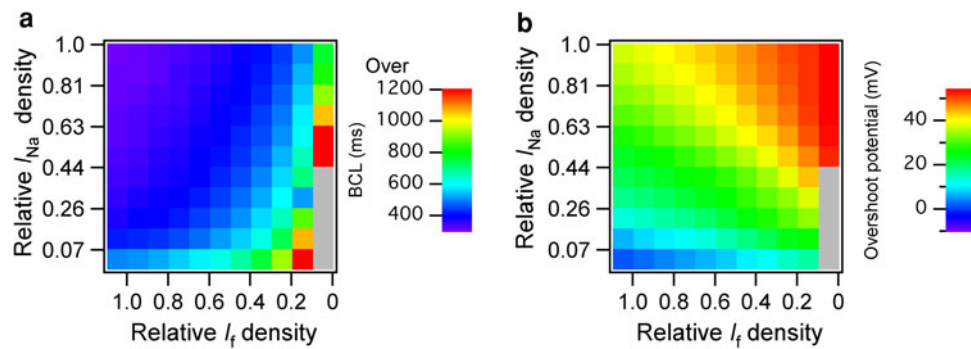 a
Relative I_Na density
1.0
0.81
0.63
0.44
0.26
0.07
1.0 0.8 0.6 0.4 0.2 0
Relative I_f density
Over
1200
1000
800
600
400
BCL (ms)
b
Relative I_Na density
1.0
0.81
0.63
0.44
0.26
0.07
1.0 0.8 0.6 0.4 0.2 0
Relative I_f density
Overshoot potential (mV)
40
20
0